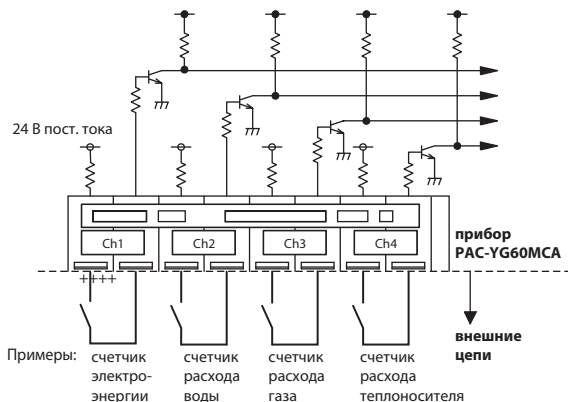 24 В пост. тока
Ch1 Ch2 Ch3 Ch4
прибор
PAC-YG60MCA
++++
внешние
цепи
Примеры: счетчик счетчик счетчик счетчик
электро- расхода расхода расхода
энергии воды газа теплоносителя